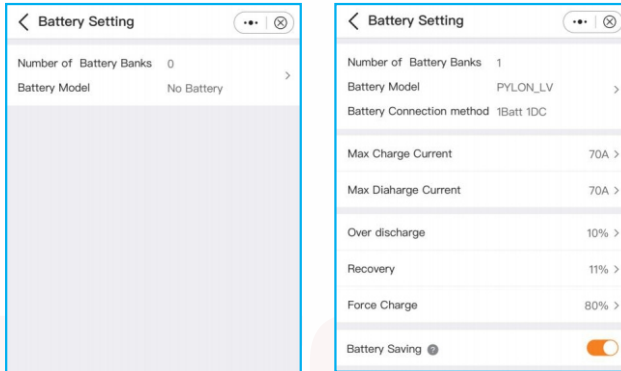 Battery Setting
Number of Battery Banks 0
Battery Model No Battery
Battery Setting
Number of Battery Banks 1
Battery Model PYLON_LV
Battery Connection method 1Batt 1DC
Max Charge Current 70A
Max Diaharge Current 70A
Over discharge 10%
Recovery 11%
Force Charge 80%
Battery Saving